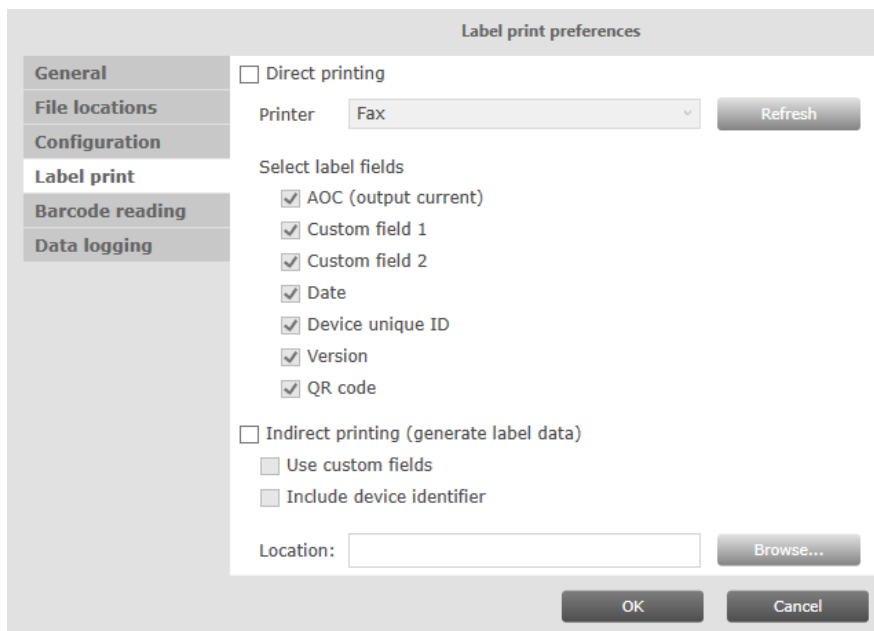 Label print preferences
General
File locations
Configuration
Label print
Barcode reading
Data logging
Direct printing
Printer Fax Refresh
Select label fields
AOC (output current)
Custom field 1
Custom field 2
Date
Device unique ID
Version
QR code
Indirect printing (generate label data)
Use custom fields
Include device identifier
Location: Browse...
OK Cancel